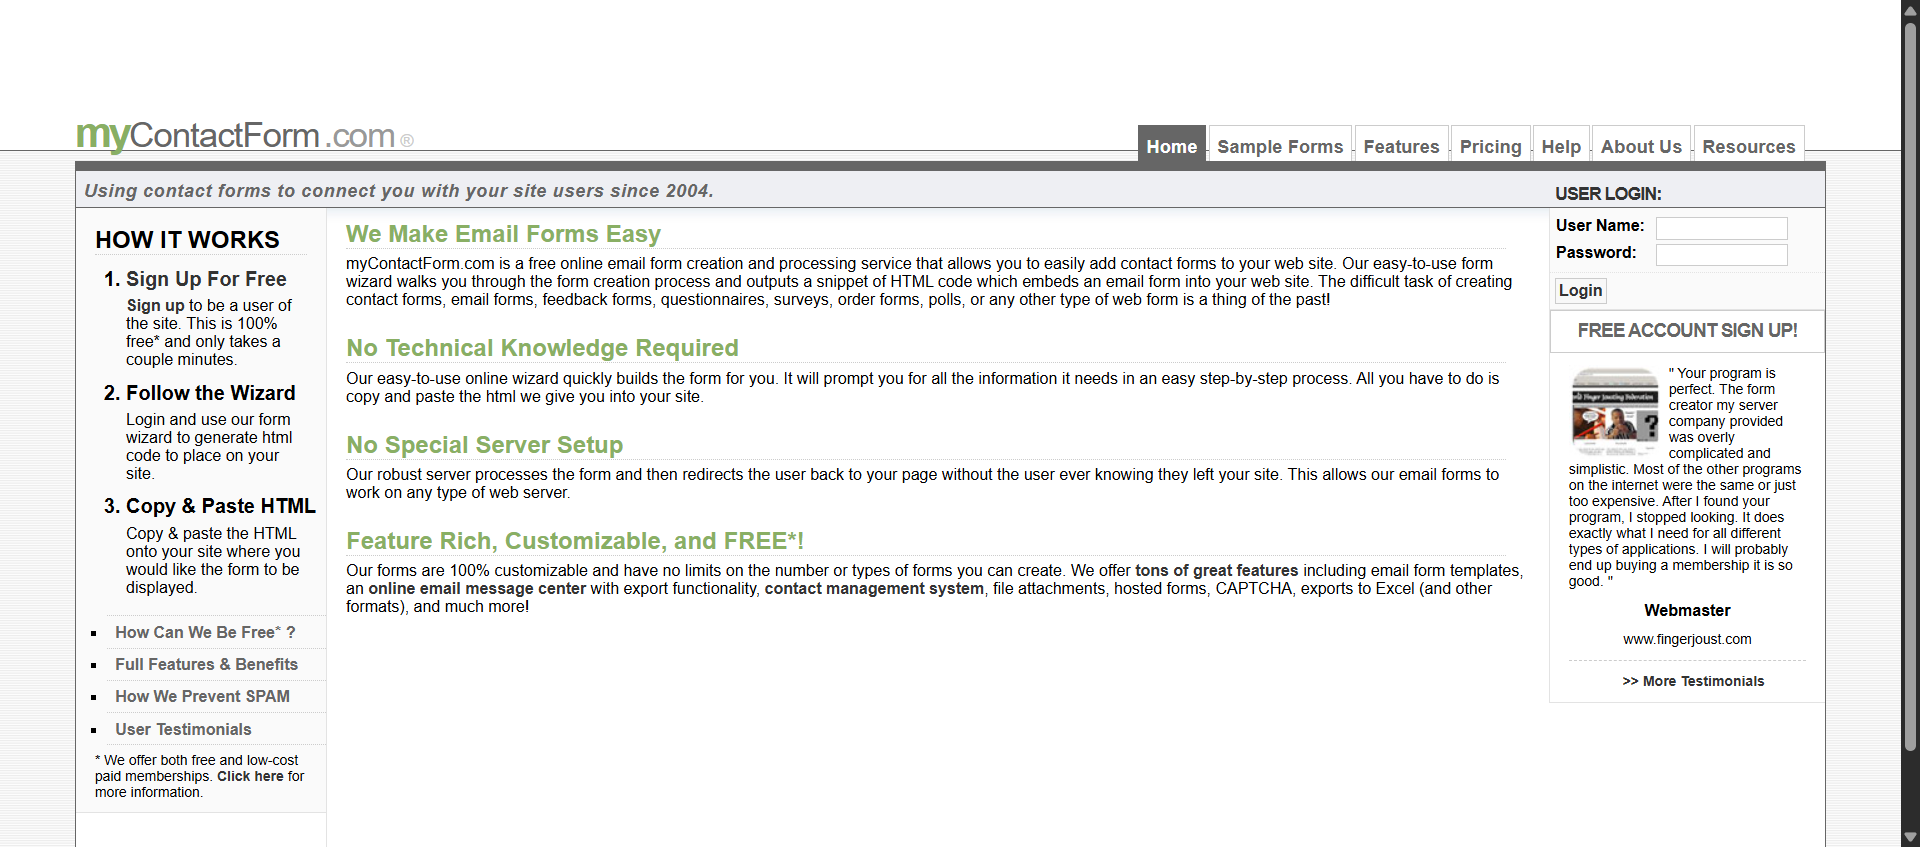 myContactForm.com®
Home
Sample Forms
Features
Pricing
Help
About Us
Resources
Using contact forms to connect you with your site users since 2004.
HOW IT WORKS
1. Sign Up For Free
Sign up to be a user of
the site. This is 100%
free* and only takes a
couple minutes.
2. Follow the Wizard
Login and use our form
wizard to generate html
code to place on your
site.
3. Copy & Paste HTML
Copy & paste the HTML
onto your site where you
would like the form to be
displayed.
How Can We Be Free* ?
Full Features & Benefits
How We Prevent SPAM
User Testimonials
* We offer both free and low-cost
paid memberships. Click here for
more information.
We Make Email Forms Easy
myContactForm.com is a free online email form creation and processing service that allows you to easily add contact forms to your web site. Our easy-to-use form
wizard walks you through the form creation process and outputs a snippet of HTML code which embeds an email form into your web site. The difficult task of creating
contact forms, email forms, feedback forms, questionnaires, surveys, order forms, polls, or any other type of web form is a thing of the past!
No Technical Knowledge Required
Our easy-to-use online wizard quickly builds the form for you. It will prompt you for all the information it needs in an easy step-by-step process. All you have to do is
copy and paste the html we give you into your site.
No Special Server Setup
Our robust server processes the form and then redirects the user back to your page without the user ever knowing they left your site. This allows our email forms to
work on any type of web server.
Feature Rich, Customizable, and FREE*!
Our forms are 100% customizable and have no limits on the number or types of forms you can create. We offer tons of great features including email form templates,
an online email message center with export functionality, contact management system, file attachments, hosted forms, CAPTCHA, exports to Excel (and other
formats), and much more!
USER LOGIN:
User Name:
Password:
Login
FREE ACCOUNT SIGN UP!
" Your program is
perfect. The form
creator my server
company provided
was overly
complicated and
simplistic. Most of the other programs
on the internet were the same or just
too expensive. After I found your
program, I stopped looking. It does
exactly what I need for all different
types of applications. I will probably
end up buying a membership it is so
good. "
Webmaster
www.fingerjoust.com
>> More Testimonials